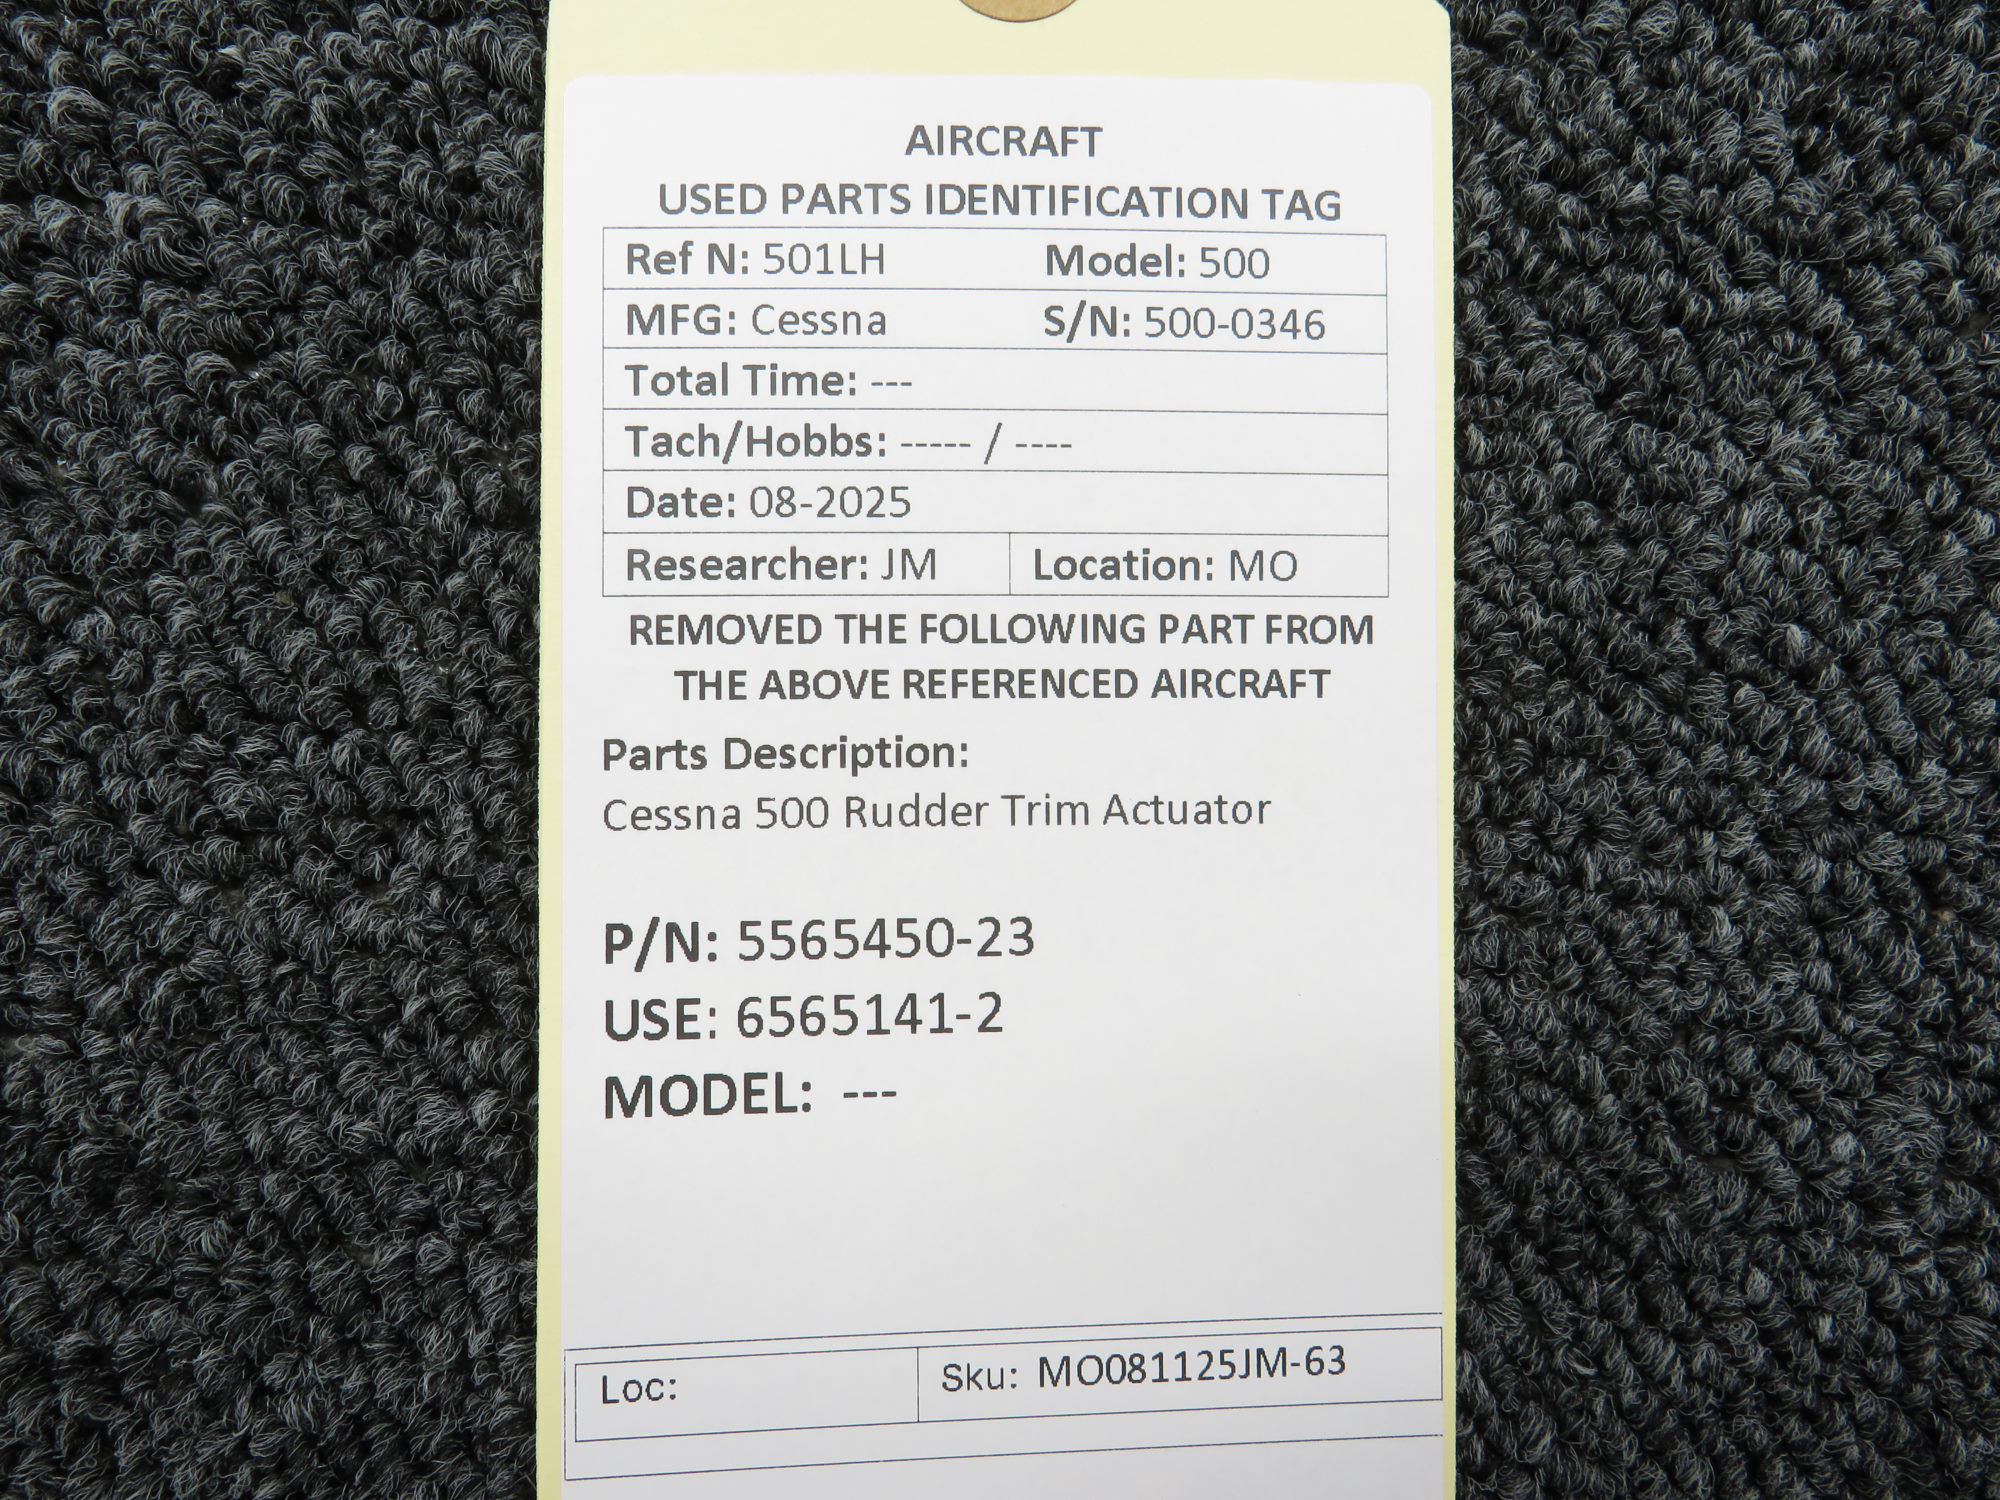 AIRCRAFT
USED PARTS IDENTIFICATION TAG
Ref N: 501LH Model: 500
MFG: Cessna S/N: 500-0346
Total Time: ---
Tach/Hobbs: ----- / ----
Date: 08-2025
Researcher: JM Location: MO
REMOVED THE FOLLOWING PART FROM
THE ABOVE REFERENCED AIRCRAFT
Parts Description:
Cessna 500 Rudder Trim Actuator
P/N: 5565450-23
USE: 6565141-2
MODEL: ---
Loc: Sku: MO081125JM-63